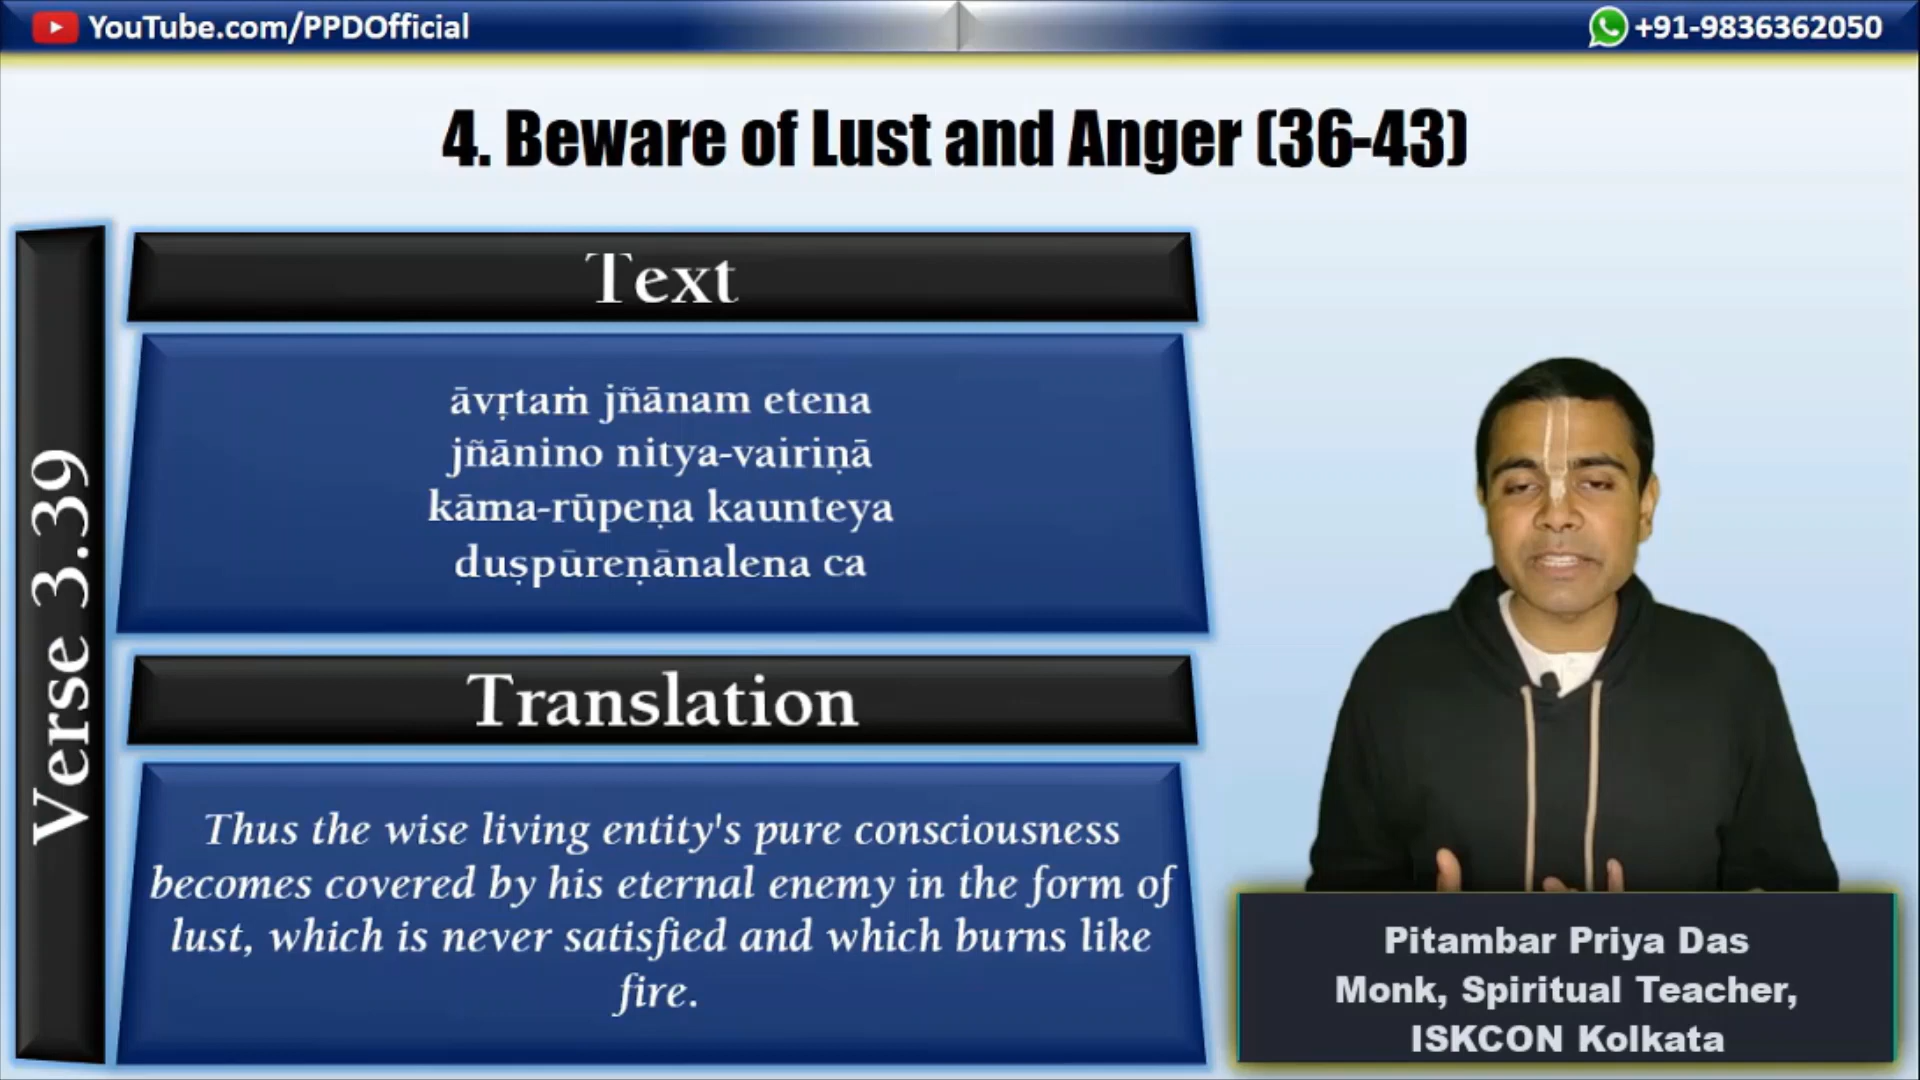 YouTube.com/PPDOfficial
+91-9836362050
4. Beware of Lust and Anger (36-43)
Verse 3.39
Text
āvṛtaṁ jñānam etena
jñānino nitya-vairiṇā
kāma-rūpeṇa kaunteya
duṣpūreṇānalena ca
Translation
Thus the wise living entity's pure consciousness
becomes covered by his eternal enemy in the form of
lust, which is never satisfied and which burns like
fire.
Pitambar Priya Das
Monk, Spiritual Teacher,
ISKCON Kolkata